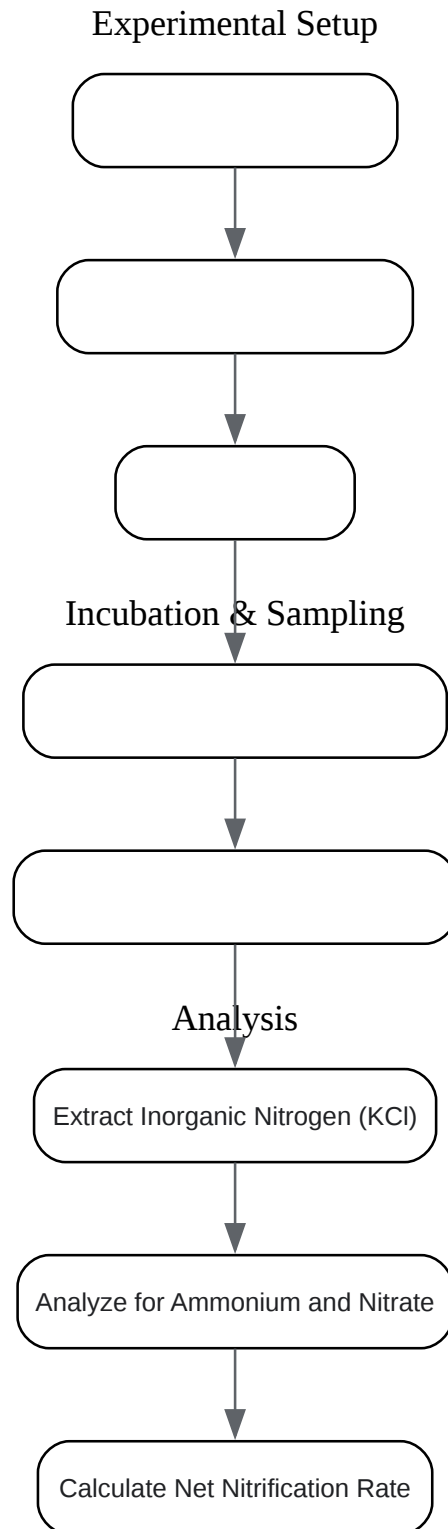 Experimental Setup
Incubation & Sampling
Analysis
Extract Inorganic Nitrogen (KCl)
Analyze for Ammonium and Nitrate
Calculate Net Nitrification Rate